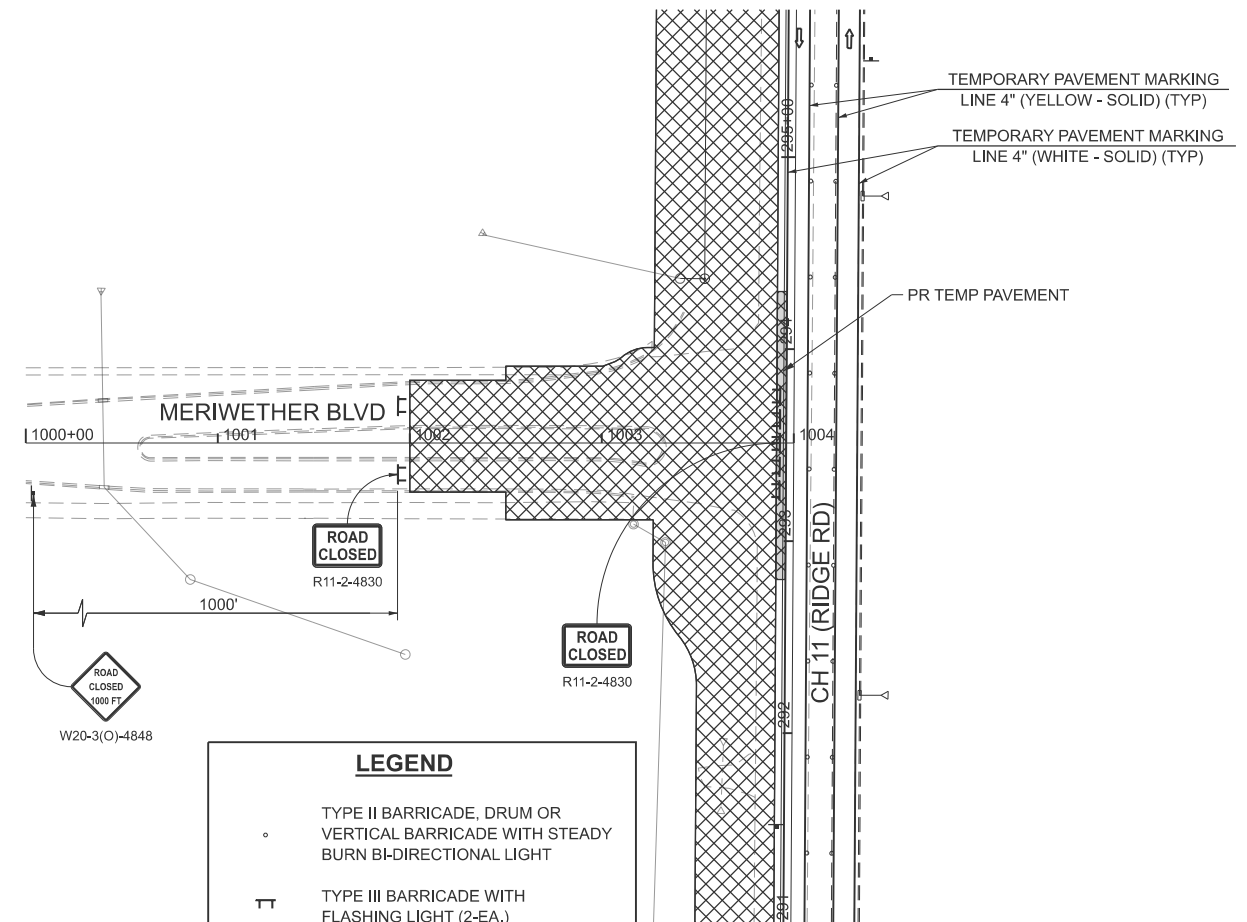 TEMPORARY PAVEMENT MARKING
LINE 4" (YELLOW - SOLID) (TYP)
TEMPORARY PAVEMENT MARKING
LINE 4" (WHITE - SOLID) (TYP)
295+00
PR TEMP PAVEMENT
294
MERIWETHER BLVD
1000+00
1001
1002
1003
1004
293
ROAD
CLOSED
R11-2-4830
1000'
ROAD
CLOSED
R11-2-4830
CH 11 (RIDGE RD)
ROAD
CLOSED
1000 FT
W20-3(O)-4848
292
LEGEND
TYPE II BARRICADE, DRUM OR
VERTICAL BARRICADE WITH STEADY
BURN BI-DIRECTIONAL LIGHT
TYPE III BARRICADE WITH
FLASHING LIGHT (2-EA.)
291